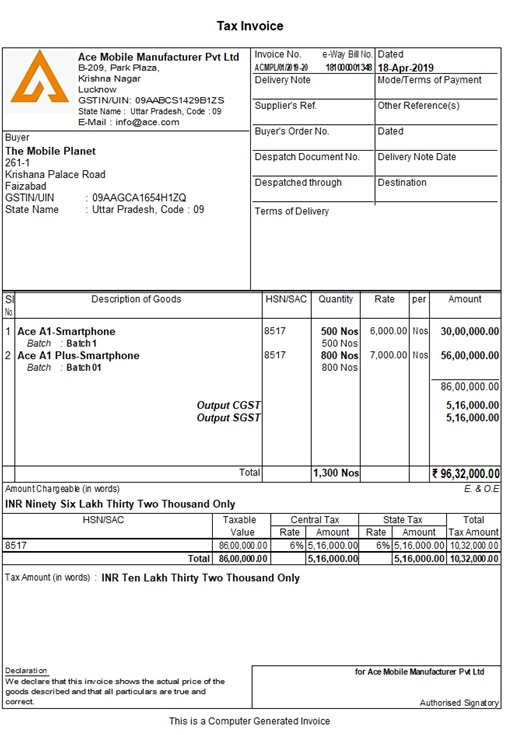 Tax Invoice
Ace Mobile Manufacturer Pvt Ltd
B-209, Park Plaza,
Krishna Nagar
Lucknow
GSTIN/UIN: 09AABCS1429B1ZS
State Name : Uttar Pradesh, Code : 09
E-Mail : info@ace.com
Invoice No. e-Way Bill No. Dated
ACMPL/01/2019-20 181000001348 18-Apr-2019
Delivery Note Mode/Terms of Payment
Supplier's Ref. Other Reference(s)
Buyer's Order No. Dated
Despatch Document No. Delivery Note Date
Despatched through Destination
Terms of Delivery
Buyer
The Mobile Planet
261-1
Krishana Palace Road
Faizabad
GSTIN/UIN : 09AAGCA1654H1ZQ
State Name : Uttar Pradesh, Code : 09
Sl No. Description of Goods HSN/SAC Quantity Rate per Amount
1 Ace A1-Smartphone 8517 500 Nos 6,000.00 Nos 30,00,000.00
Batch : Batch 1 500 Nos
2 Ace A1 Plus-Smartphone 8517 800 Nos 7,000.00 Nos 56,00,000.00
Batch : Batch 01 800 Nos
86,00,000.00
Output CGST 5,16,000.00
Output SGST 5,16,000.00
Total 1,300 Nos ₹ 96,32,000.00
Amount Chargeable (in words) E. & O.E
INR Ninety Six Lakh Thirty Two Thousand Only
HSN/SAC Taxable Central Tax State Tax Total
Value Rate Amount Rate Amount Tax Amount
8517 86,00,000.00 6% 5,16,000.00 6% 5,16,000.00 10,32,000.00
Total 86,00,000.00 5,16,000.00 5,16,000.00 10,32,000.00
Tax Amount (in words) : INR Ten Lakh Thirty Two Thousand Only
Declaration
We declare that this invoice shows the actual price of the
goods described and that all particulars are true and
correct.
for Ace Mobile Manufacturer Pvt Ltd
Authorised Signatory
This is a Computer Generated Invoice